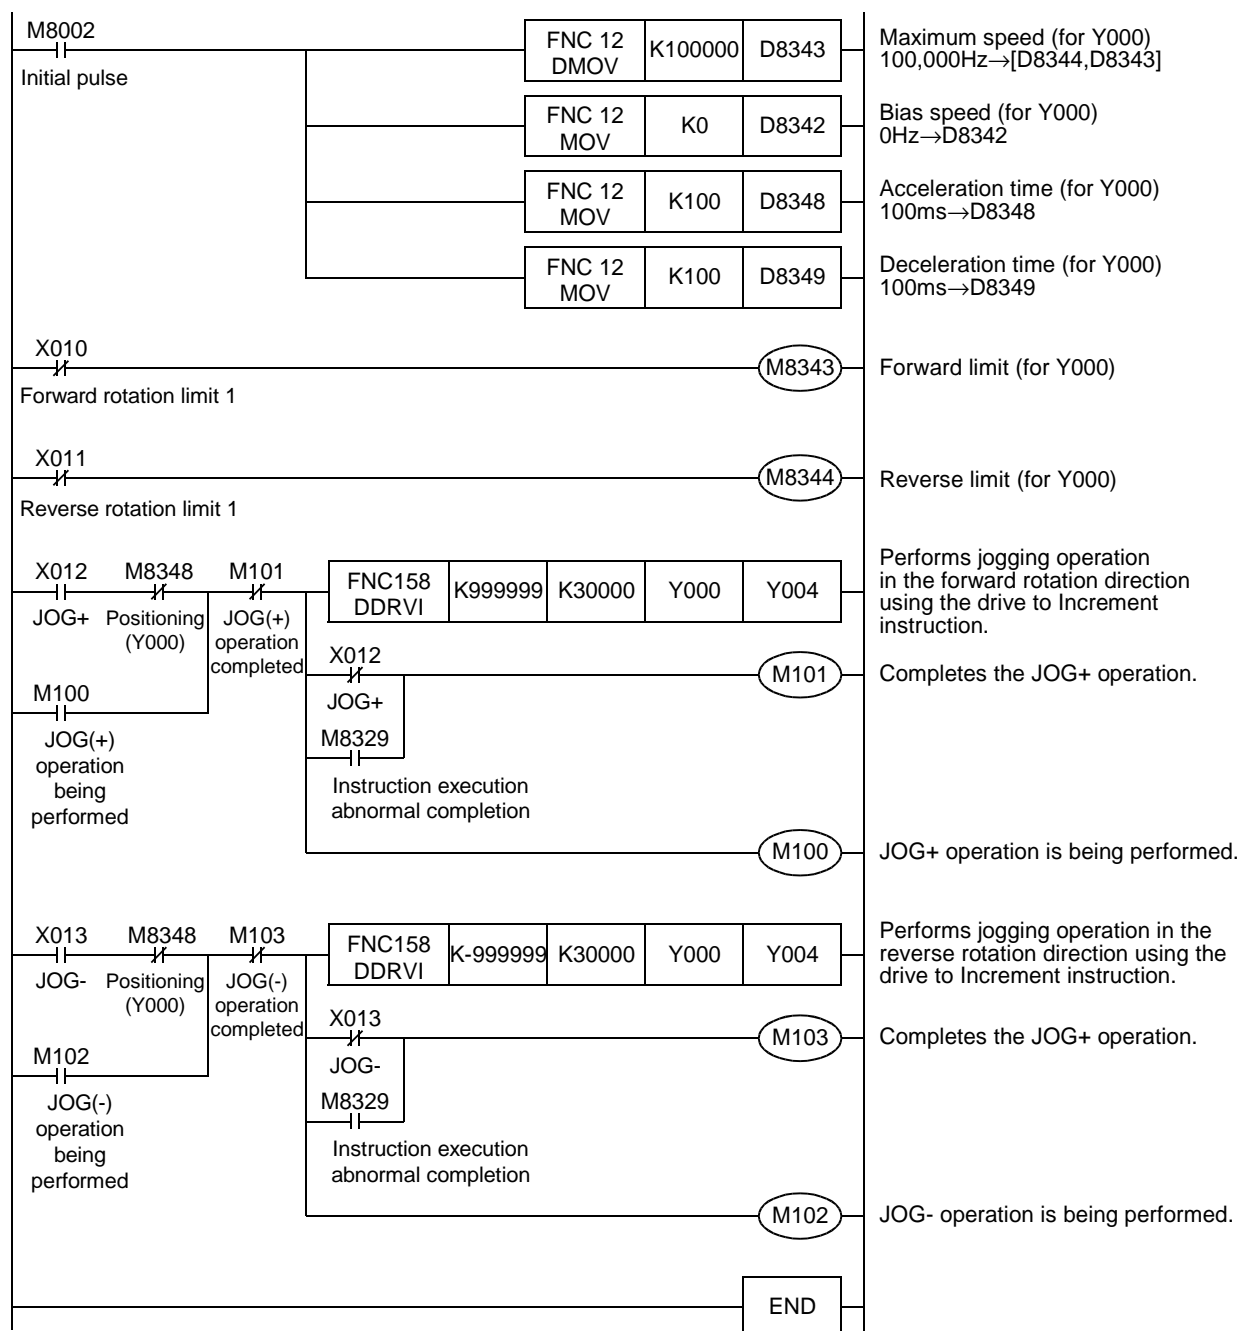 M8002
Initial pulse
FNC 12
DMOV
K100000
D8343
Maximum speed (for Y000)
100,000Hz→[D8344,D8343]
FNC 12
MOV
K0
D8342
Bias speed (for Y000)
0Hz→D8342
FNC 12
MOV
K100
D8348
Acceleration time (for Y000)
100ms→D8348
FNC 12
MOV
K100
D8349
Deceleration time (for Y000)
100ms→D8349
X010
Forward rotation limit 1
M8343
Forward limit (for Y000)
X011
Reverse rotation limit 1
M8344
Reverse limit (for Y000)
X012
JOG+
M8348
Positioning
(Y000)
M101
JOG(+)
operation
completed
FNC158
DDRVI
K999999
K30000
Y000
Y004
Performs jogging operation
in the forward rotation direction
using the drive to Increment
instruction.
X012
JOG+
M101
Completes the JOG+ operation.
M100
JOG(+)
operation
being
performed
M8329
Instruction execution
abnormal completion
M100
JOG+ operation is being performed.
X013
JOG-
M8348
Positioning
(Y000)
M103
JOG(-)
operation
completed
FNC158
DDRVI
K-999999
K30000
Y000
Y004
Performs jogging operation in the
reverse rotation direction using the
drive to Increment instruction.
X013
JOG-
M103
Completes the JOG+ operation.
M102
JOG(-)
operation
being
performed
M8329
Instruction execution
abnormal completion
M102
JOG- operation is being performed.
END